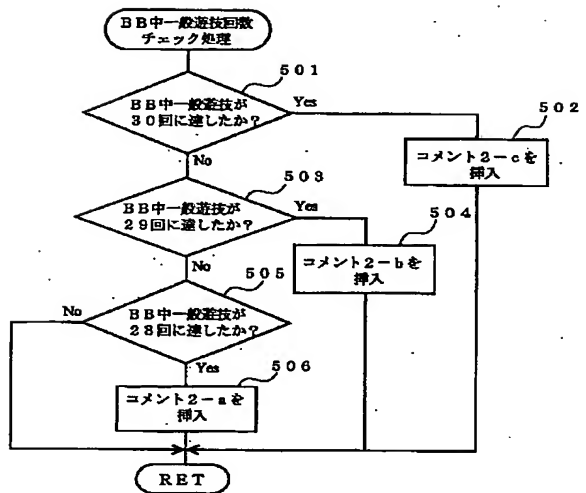 BB中一般遊技回数
チェック処理
501
BB中一般遊技が
30回に達したか?
Yes
No
502
コメント2-cを
挿入
503
BB中一般遊技が
29回に達したか?
Yes
No
504
コメント2-bを
挿入
505
BB中一般遊技が
28回に達したか?
No
Yes
506
コメント2-aを
挿入
RET